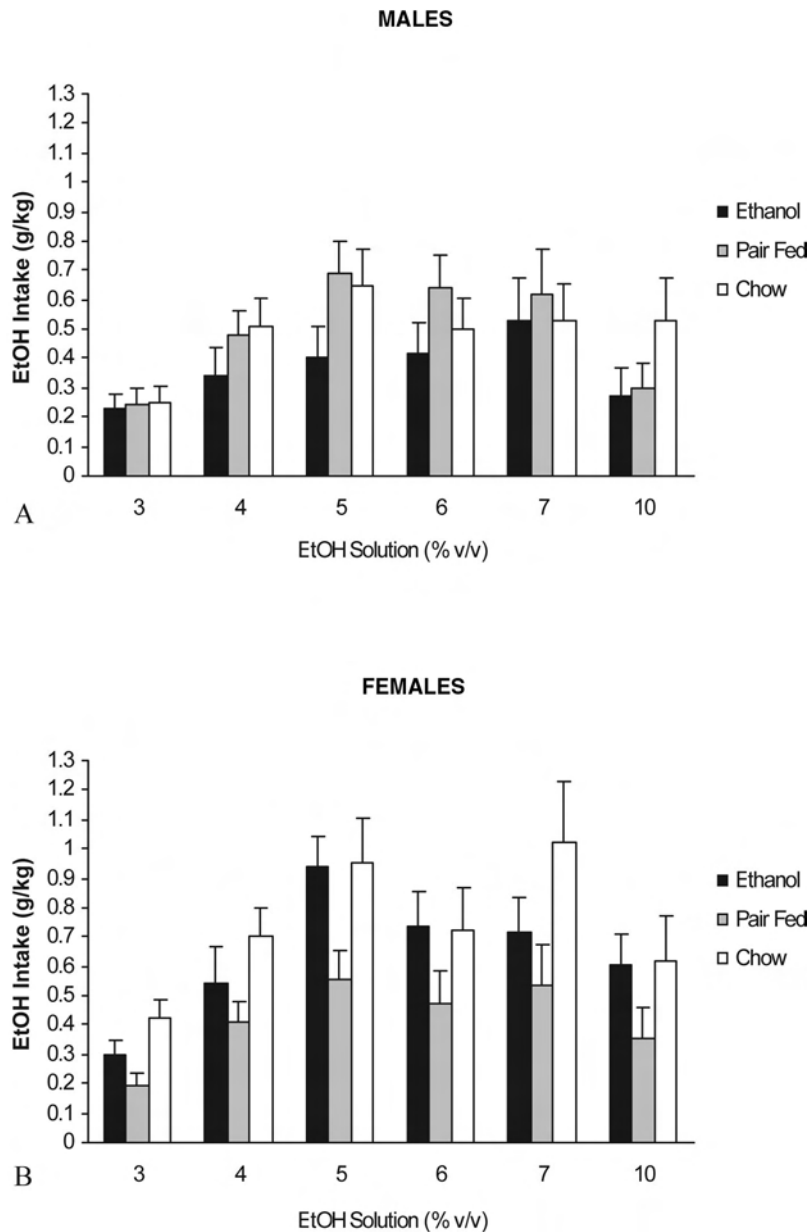 MALES
1.3
1.2
1.1
1
0.9
0.8
0.7
0.6
0.5
0.4
0.3
0.2
0.1
0
EtOH Intake (g/kg)
Ethanol
Pair Fed
Chow
3 4 5 6 7 10
A
EtOH Solution (% v/v)
FEMALES
1.3
1.2
1.1
1
0.9
0.8
0.7
0.6
0.5
0.4
0.3
0.2
0.1
0
EtOH Intake (g/kg)
Ethanol
Pair Fed
Chow
3 4 5 6 7 10
B
EtOH Solution (% v/v)